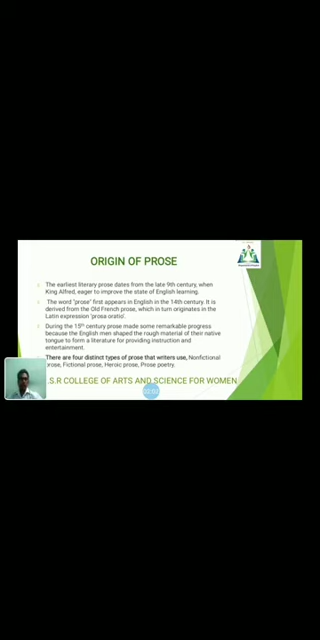 ORIGIN OF PROSE
The earliest literary prose dates from the late 9th century, when
King Alfred, eager to improve the state of English learning.
The word "prose" first appears in English in the 14th century. it is
derived from the Old French prose, which in turn originates in the
Latin expression 'prosa oratio'.
During the 15th century prose made some remarkable progress
because the English men shaped the rough material of their native
tongue to form a literature for providing instruction and
entertainment.
There are four distinct types of prose that writers use, Nonfictional
prose, Fictional prose, Heroic prose, Prose poetry.
.S.R COLLEGE OF ARTS AND SCIENCE FOR WOMEN